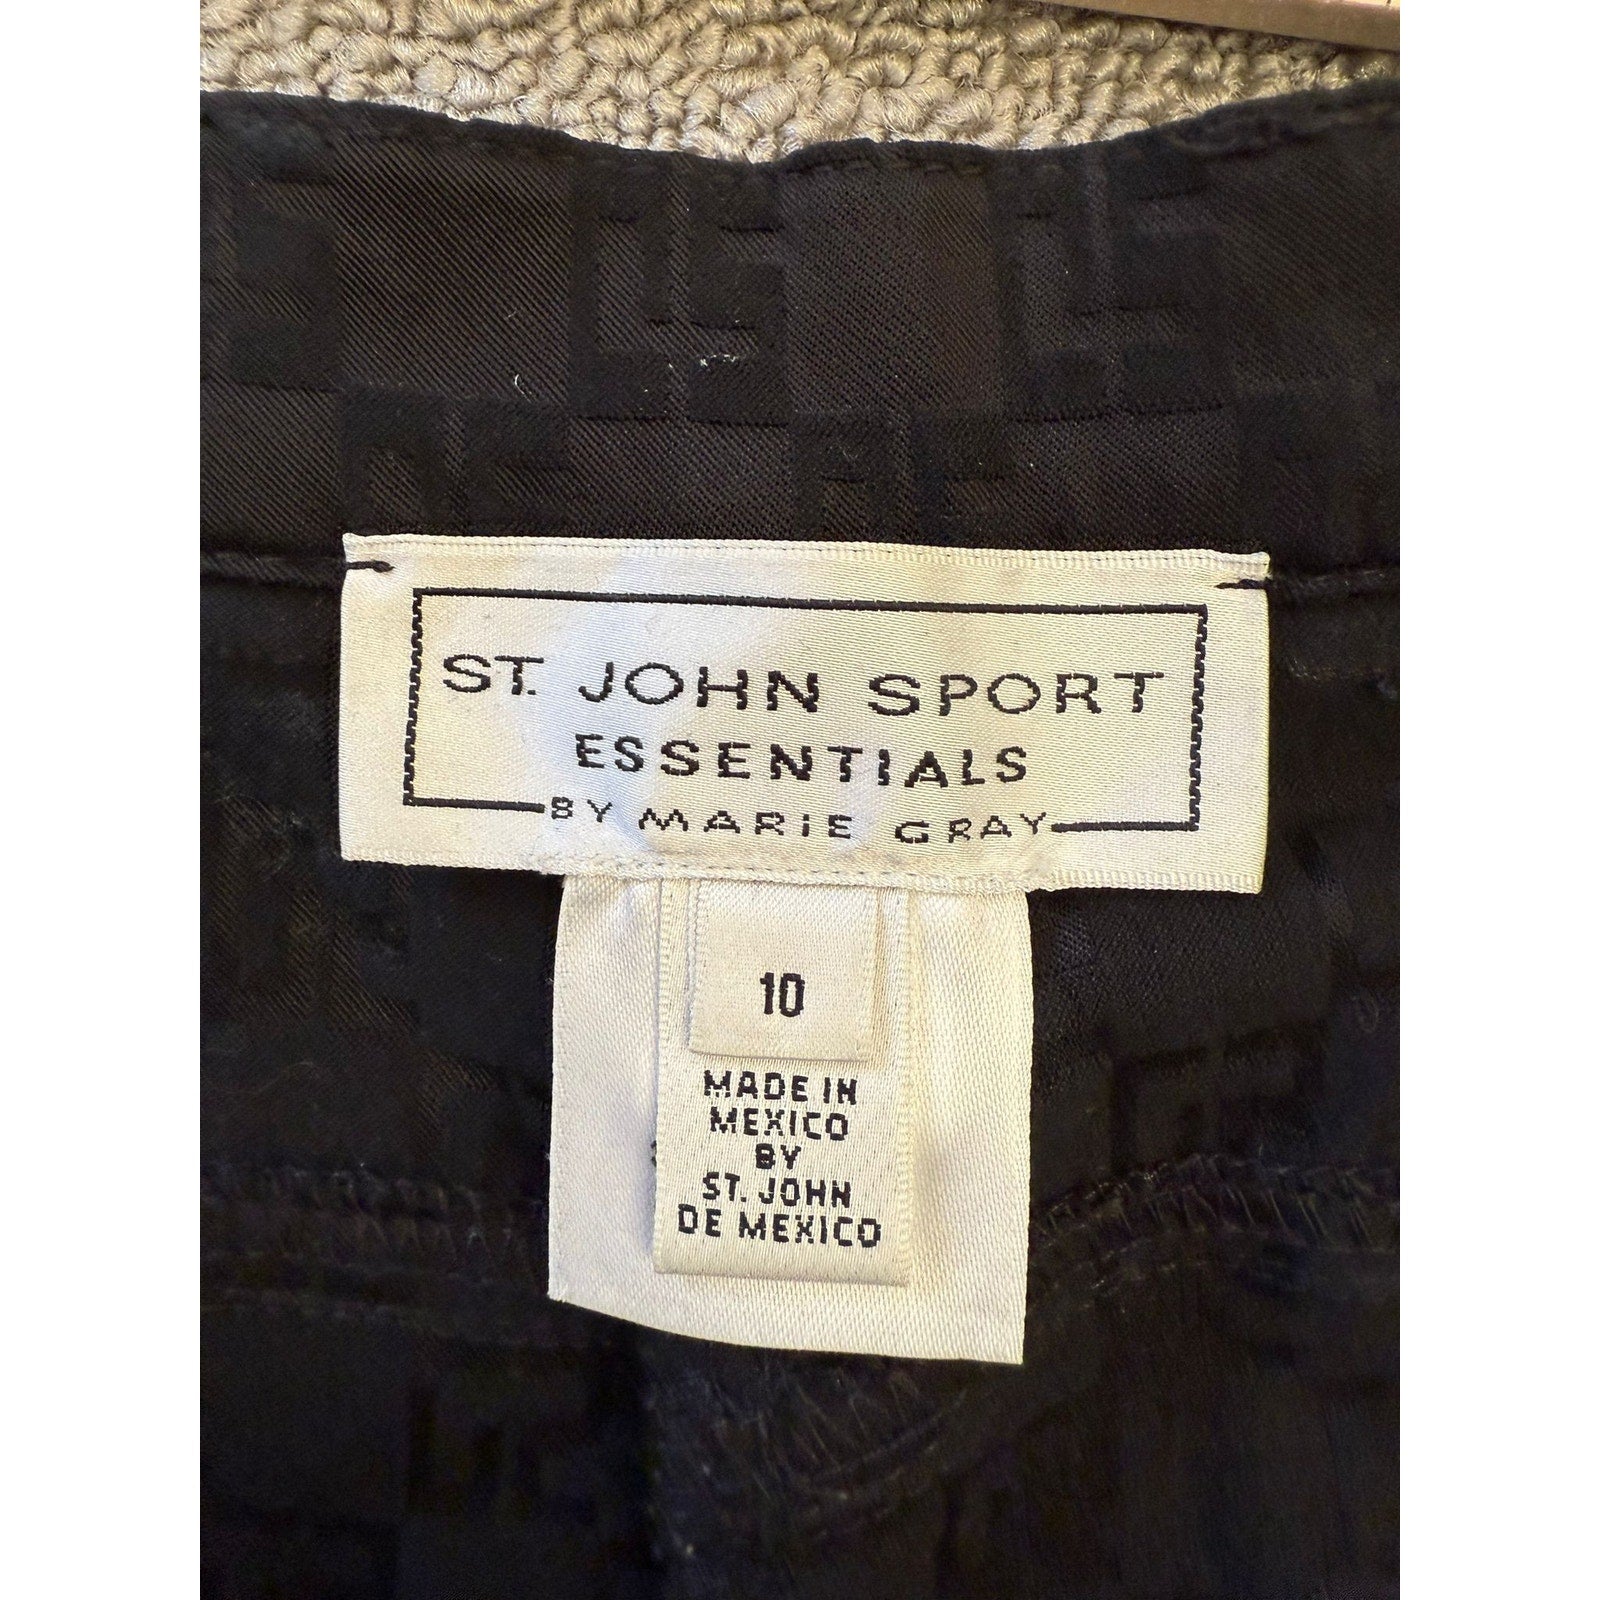 ST. JOHN SPORT
ESSENTIALS
BY MARIE GRAY
10
MADE IN
MEXICO
BY
ST. JOHN
DE MEXICO